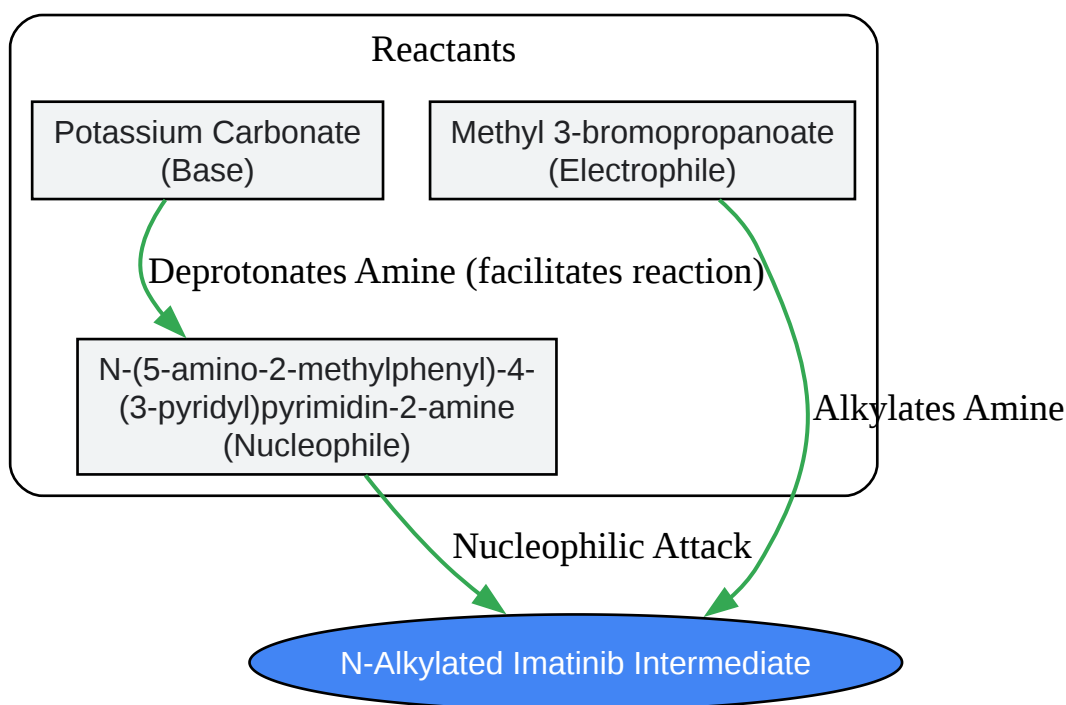 Reactants
Potassium Carbonate
(Base)
Methyl 3-bromopropanoate
(Electrophile)
Deprotonates Amine (facilitates reaction)
N-(5-amino-2-methylphenyl)-4-
(3-pyridyl)pyrimidin-2-amine
(Nucleophile)
Alkylates Amine
Nucleophilic Attack
N-Alkylated Imatinib Intermediate